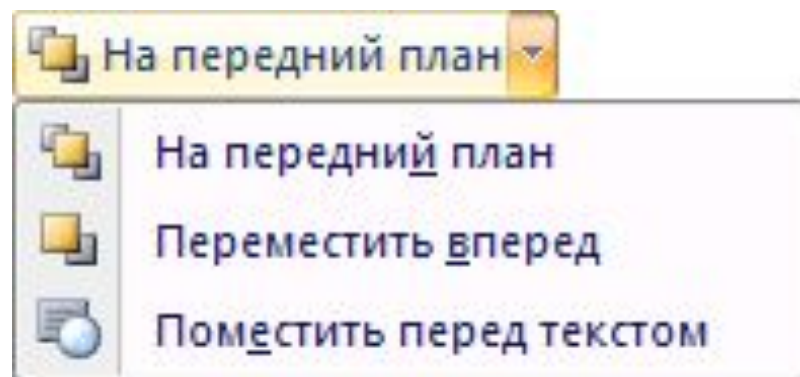 На передний план
На передний план
Переместить вперед
Поместить перед текстом